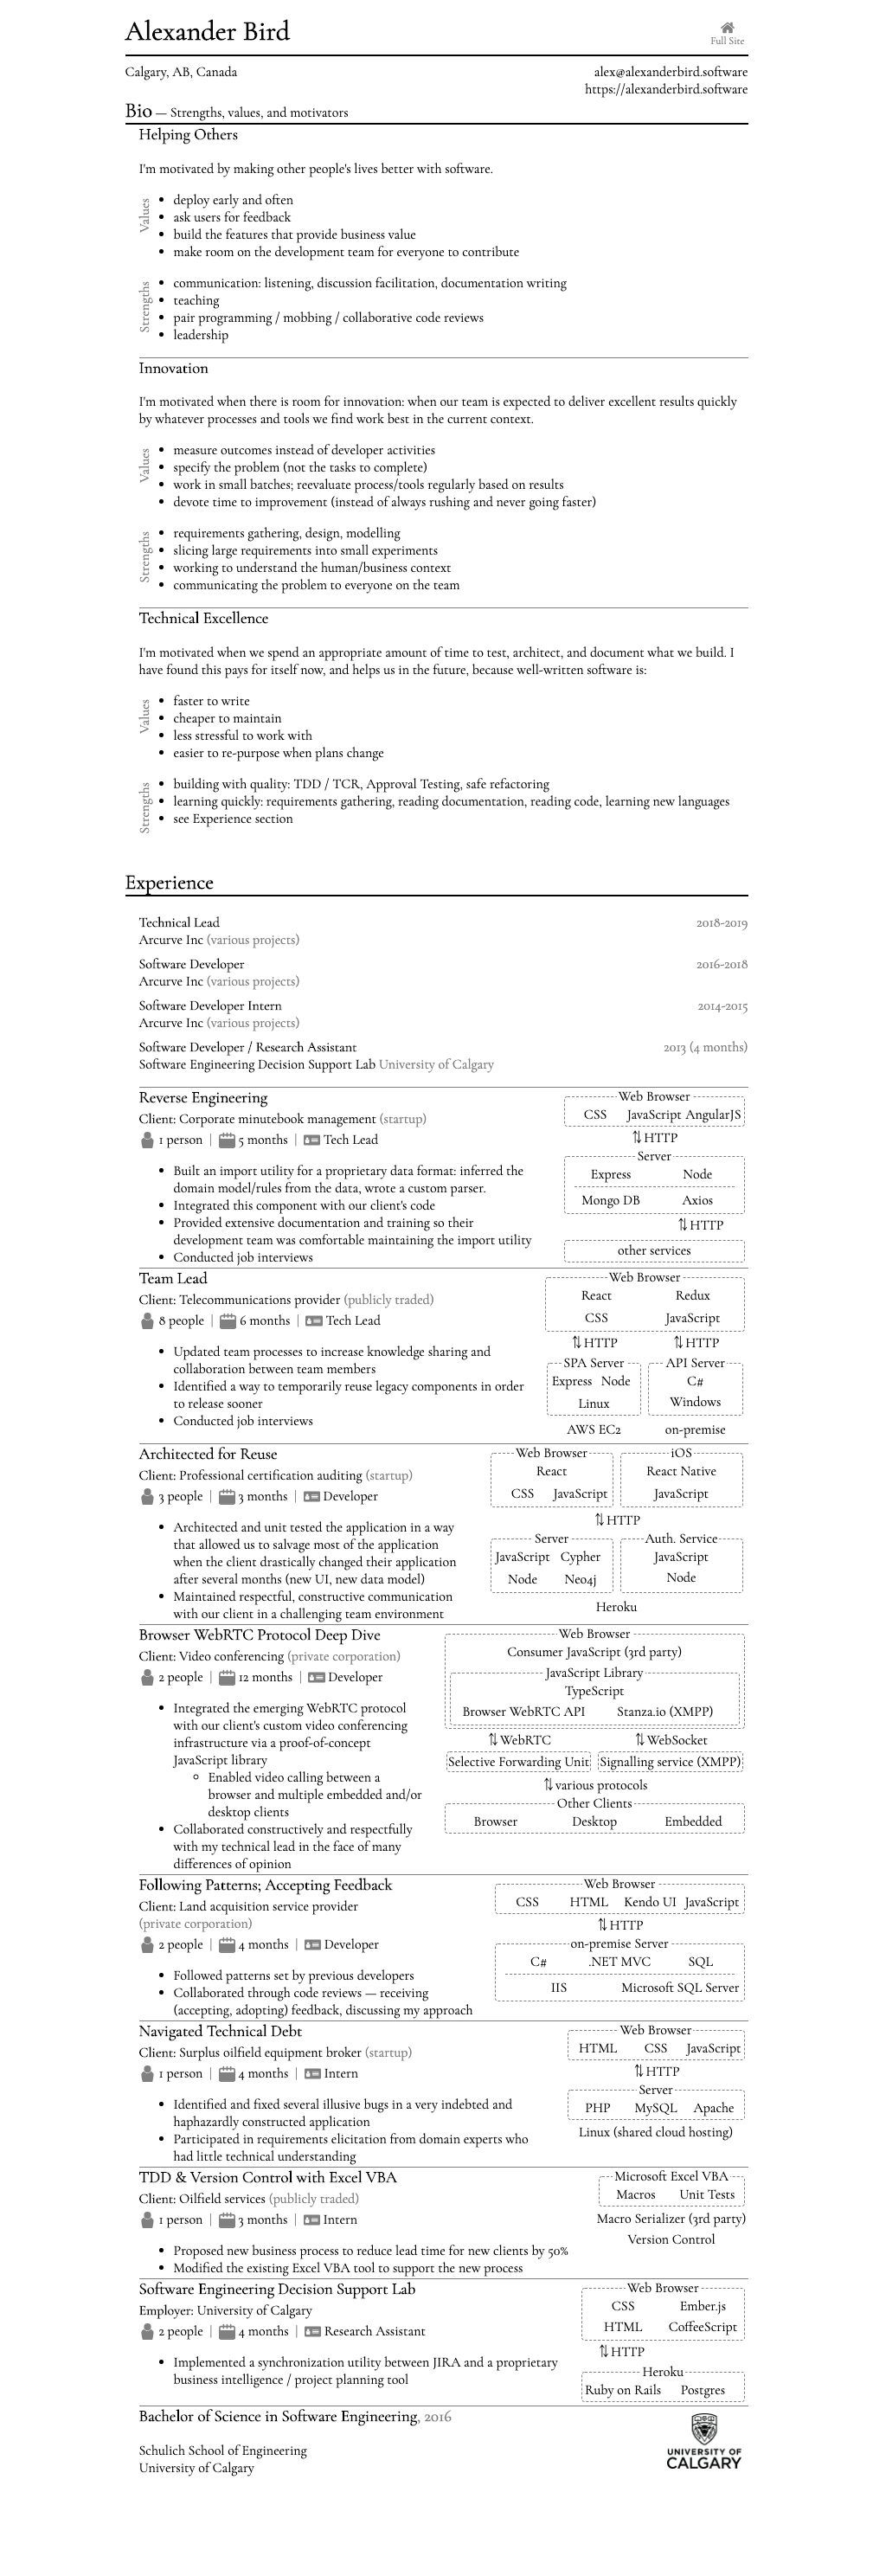 Alexander Bird
Full Site
Calgary, AB, Canada
alex@alexanderbird.software
https://alexanderbird.software
Bio — Strengths, values, and motivators
Helping Others
I'm motivated by making other people's lives better with software.
Values
• deploy early and often
• ask users for feedback
• build the features that provide business value
• make room on the development team for everyone to contribute
Strengths
• communication: listening, discussion facilitation, documentation writing
• teaching
• pair programming / mobbing / collaborative code reviews
• leadership
Innovation
I'm motivated when there is room for innovation: when our team is expected to deliver excellent results quickly
by whatever processes and tools we find work best in the current context.
Values
• measure outcomes instead of developer activities
• specify the problem (not the tasks to complete)
• work in small batches; reevaluate process/tools regularly based on results
• devote time to improvement (instead of always rushing and never going faster)
Strengths
• requirements gathering, design, modelling
• slicing large requirements into small experiments
• working to understand the human/business context
• communicating the problem to everyone on the team
Technical Excellence
I'm motivated when we spend an appropriate amount of time to test, architect, and document what we build. I
have found this pays for itself now, and helps us in the future, because well-written software is:
Values
• faster to write
• cheaper to maintain
• less stressful to work with
• easier to re-purpose when plans change
Strengths
• building with quality: TDD / TCR, Approval Testing, safe refactoring
• learning quickly: requirements gathering, reading documentation, reading code, learning new languages
• see Experience section
Experience
Technical Lead 2018-2019
Arcurve Inc (various projects)
Software Developer 2016-2018
Arcurve Inc (various projects)
Software Developer Intern 2014-2015
Arcurve Inc (various projects)
Software Developer / Research Assistant 2013 (4 months)
Software Engineering Decision Support Lab University of Calgary
Reverse Engineering
Client: Corporate minutebook management (startup)
1 person | 5 months | Tech Lead
• Built an import utility for a proprietary data format: inferred the
domain model/rules from the data, wrote a custom parser.
• Integrated this component with our client's code
• Provided extensive documentation and training so their
development team was comfortable maintaining the import utility
• Conducted job interviews
Web Browser
CSS JavaScript AngularJS
⇅ HTTP
Server
Express Node
Mongo DB Axios
⇅ HTTP
other services
Team Lead
Client: Telecommunications provider (publicly traded)
8 people | 6 months | Tech Lead
• Updated team processes to increase knowledge sharing and
collaboration between team members
• Identified a way to temporarily reuse legacy components in order
to release sooner
• Conducted job interviews
Web Browser
React Redux
CSS JavaScript
⇅ HTTP ⇅ HTTP
SPA Server API Server
Express Node C#
Linux Windows
AWS EC2 on-premise
Architected for Reuse
Client: Professional certification auditing (startup)
3 people | 3 months | Developer
• Architected and unit tested the application in a way
that allowed us to salvage most of the application
when the client drastically changed their application
after several months (new UI, new data model)
• Maintained respectful, constructive communication
with our client in a challenging team environment
Web Browser iOS
React React Native
CSS JavaScript JavaScript
⇅ HTTP
Server Auth. Service
JavaScript Cypher JavaScript
Node Neo4j Node
Heroku
Browser WebRTC Protocol Deep Dive
Client: Video conferencing (private corporation)
2 people | 12 months | Developer
• Integrated the emerging WebRTC protocol
with our client's custom video conferencing
infrastructure via a proof-of-concept
JavaScript library
◦ Enabled video calling between a
browser and multiple embedded and/or
desktop clients
• Collaborated constructively and respectfully
with my technical lead in the face of many
differences of opinion
Web Browser
Consumer JavaScript (3rd party)
JavaScript Library
TypeScript
Browser WebRTC API Stanza.io (XMPP)
⇅ WebRTC ⇅ WebSocket
Selective Forwarding Unit Signalling service (XMPP)
⇅ various protocols
Other Clients
Browser Desktop Embedded
Following Patterns; Accepting Feedback
Client: Land acquisition service provider
(private corporation)
2 people | 4 months | Developer
• Followed patterns set by previous developers
• Collaborated through code reviews — receiving
(accepting, adopting) feedback, discussing my approach
Web Browser
CSS HTML Kendo UI JavaScript
⇅ HTTP
on-premise Server
C# .NET MVC SQL
IIS Microsoft SQL Server
Navigated Technical Debt
Client: Surplus oilfield equipment broker (startup)
1 person | 4 months | Intern
• Identified and fixed several illusive bugs in a very indebted and
haphazardly constructed application
• Participated in requirements elicitation from domain experts who
had little technical understanding
Web Browser
HTML CSS JavaScript
⇅ HTTP
Server
PHP MySQL Apache
Linux (shared cloud hosting)
TDD & Version Control with Excel VBA
Client: Oilfield services (publicly traded)
1 person | 3 months | Intern
• Proposed new business process to reduce lead time for new clients by 50%
• Modified the existing Excel VBA tool to support the new process
Microsoft Excel VBA
Macros Unit Tests
Macro Serializer (3rd party)
Version Control
Software Engineering Decision Support Lab
Employer: University of Calgary
2 people | 4 months | Research Assistant
• Implemented a synchronization utility between JIRA and a proprietary
business intelligence / project planning tool
Web Browser
CSS Ember.js
HTML CoffeeScript
⇅ HTTP
Heroku
Ruby on Rails Postgres
Bachelor of Science in Software Engineering, 2016
Schulich School of Engineering
University of Calgary
UNIVERSITY OF
CALGARY